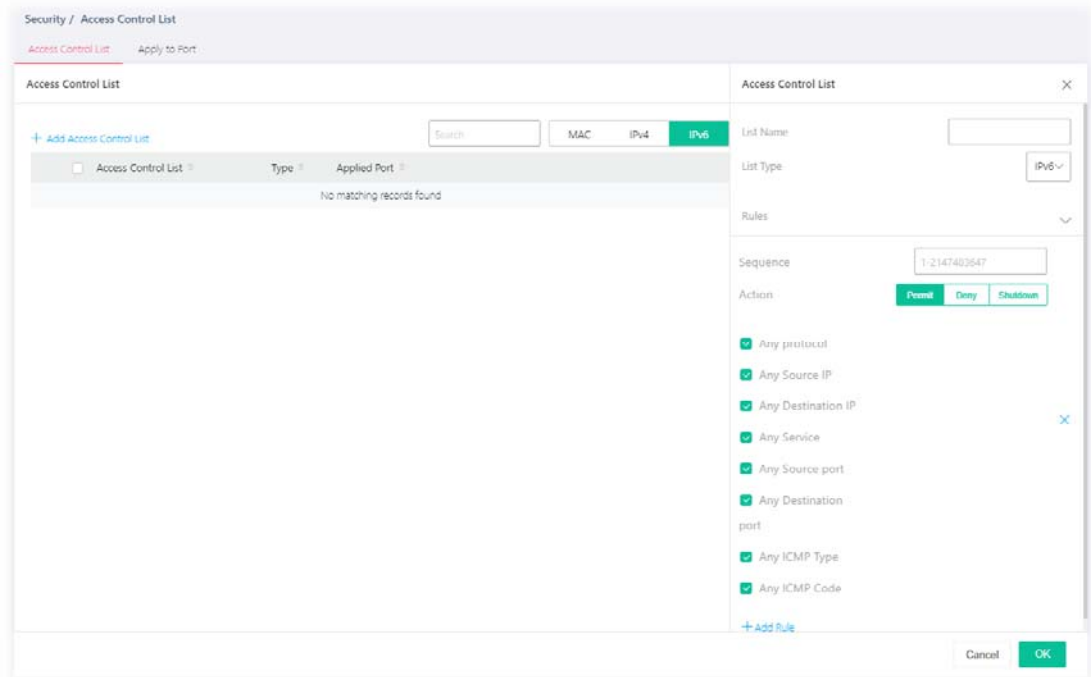 Security / Access Control List
Access Control List Apply to Port
Access Control List
+ Add Access Control List Search MAC IPv4 IPv6
Access Control List Type Applied Port
No matching records found
Access Control List
List Name
List Type IPv6
Rules
Sequence 1-2147483647
Action Permit Deny Shutdown
Any protocol
Any Source IP
Any Destination IP
Any Service
Any Source port
Any Destination
port
Any ICMP Type
Any ICMP Code
+ Add Rule
Cancel OK